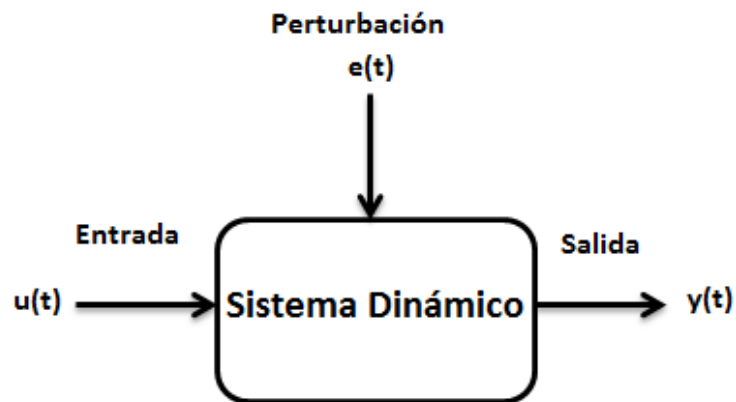 Perturbación
e(t)
Entrada
Salida
u(t)
Sistema Dinámico
y(t)